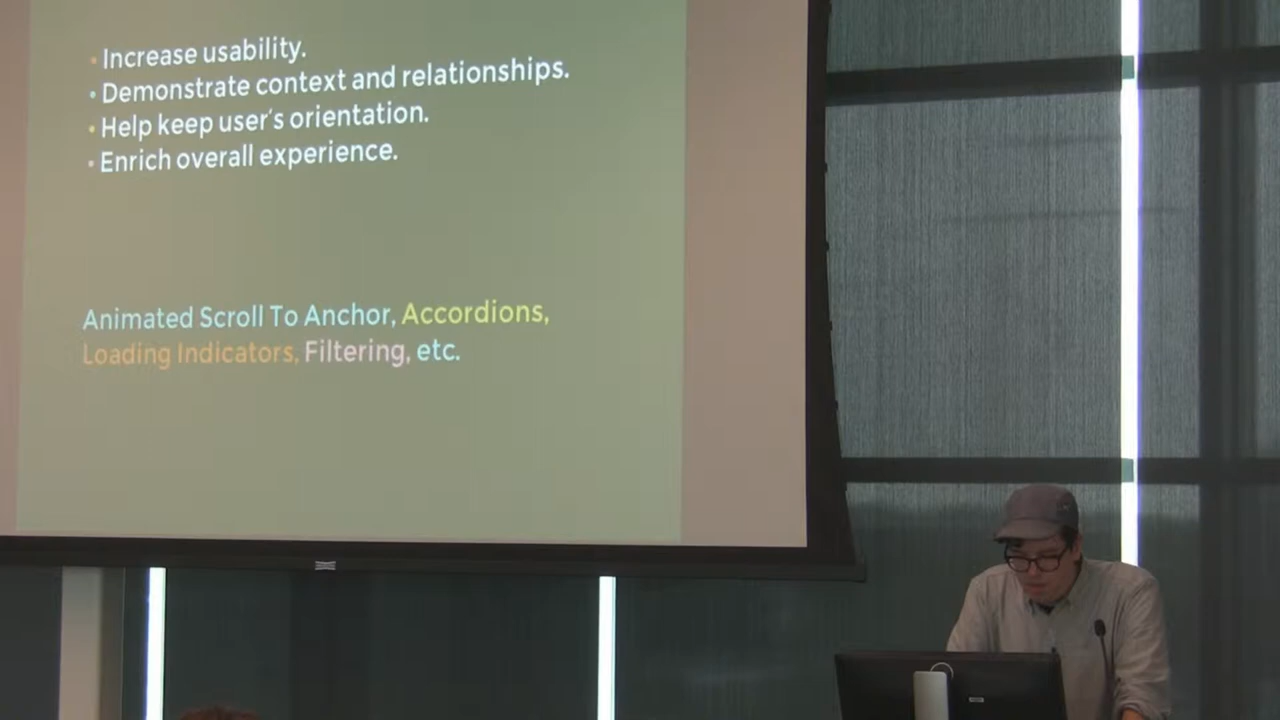 • Increase usability.
• Demonstrate context and relationships.
• Help keep user's orientation.
• Enrich overall experience.
Animated Scroll To Anchor, Accordions,
Loading Indicators, Filtering, etc.